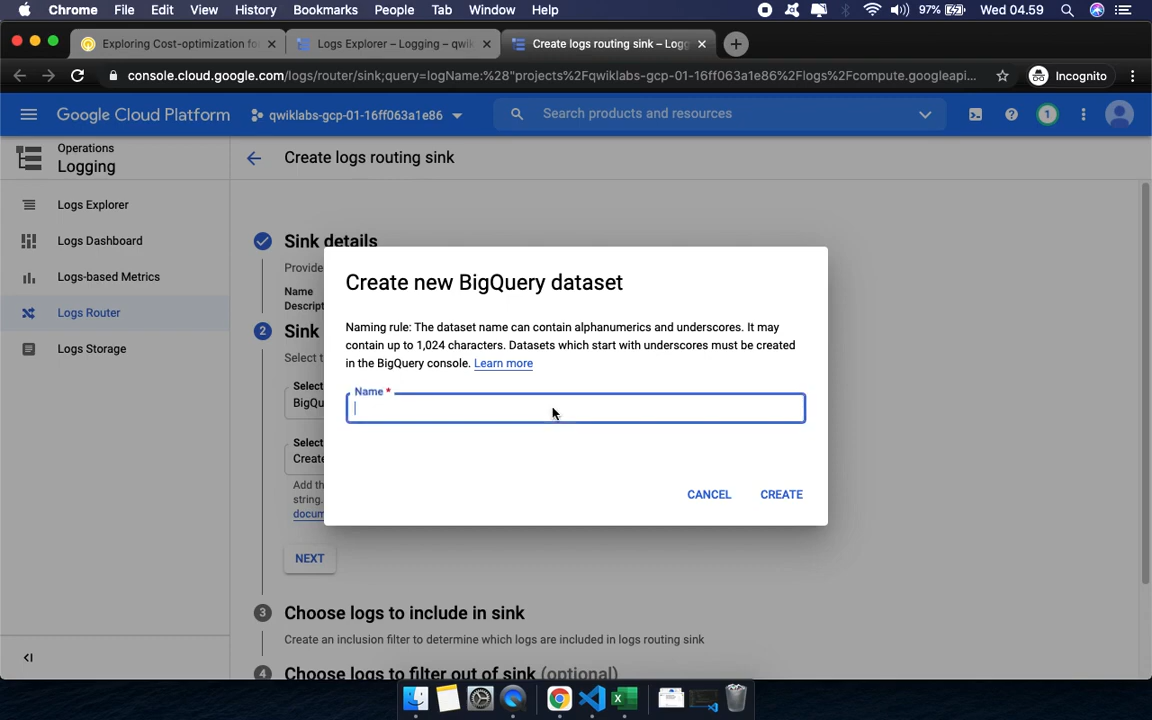 Chrome File Edit View History Bookmarks People Tab Window Help 97% Wed 04.59
Exploring Cost-optimization fo
Logs Explorer – Logging – qwik
Create logs routing sink – Logg
console.cloud.google.com/logs/router/sink;query=logName:%28"projects%2Fqwiklabs-gcp-01-16ff063a1e86%2Flogs%2Fcompute.googleapi...
Incognito
Google Cloud Platform
qwiklabs-gcp-01-16ff063a1e86
Search products and resources
1
Operations
Logging
Create logs routing sink
Logs Explorer
Logs Dashboard
Logs-based Metrics
Logs Router
Logs Storage
Sink details
Provide
Name
Descript
2 Sink
Select t
Select
BigQu
Select
Create
Add th
string.
docum
NEXT
Create new BigQuery dataset
Naming rule: The dataset name can contain alphanumerics and underscores. It may
contain up to 1,024 characters. Datasets which start with underscores must be created
in the BigQuery console. Learn more
Name *
CANCEL CREATE
3 Choose logs to include in sink
Create an inclusion filter to determine which logs are included in logs routing sink
4 Choose logs to filter out of sink (optional)